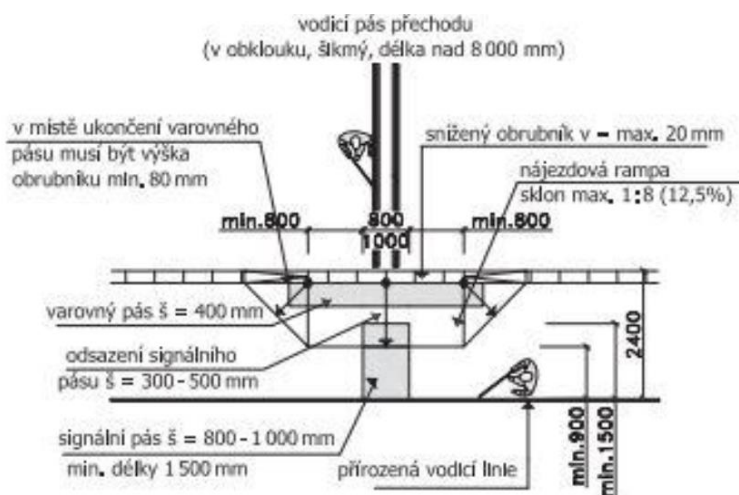 vodicí pás přechodu
(v obklouku, šikmý, délka nad 8 000 mm)
v místě ukončení varovného
pásu musí být výška
obrubníku min. 80 mm
snížený obrubník v – max. 20 mm
nájezdová rampa
sklon max. 1:8 (12,5%)
min.800
800
1000
min.800
varovný pás š = 400 mm
odsazení signálního
pásu š = 300 - 500 mm
signální pás š = 800 - 1 000 mm
min. délky 1 500 mm
přirozená vodicí linie
min.900
min.1500
2400